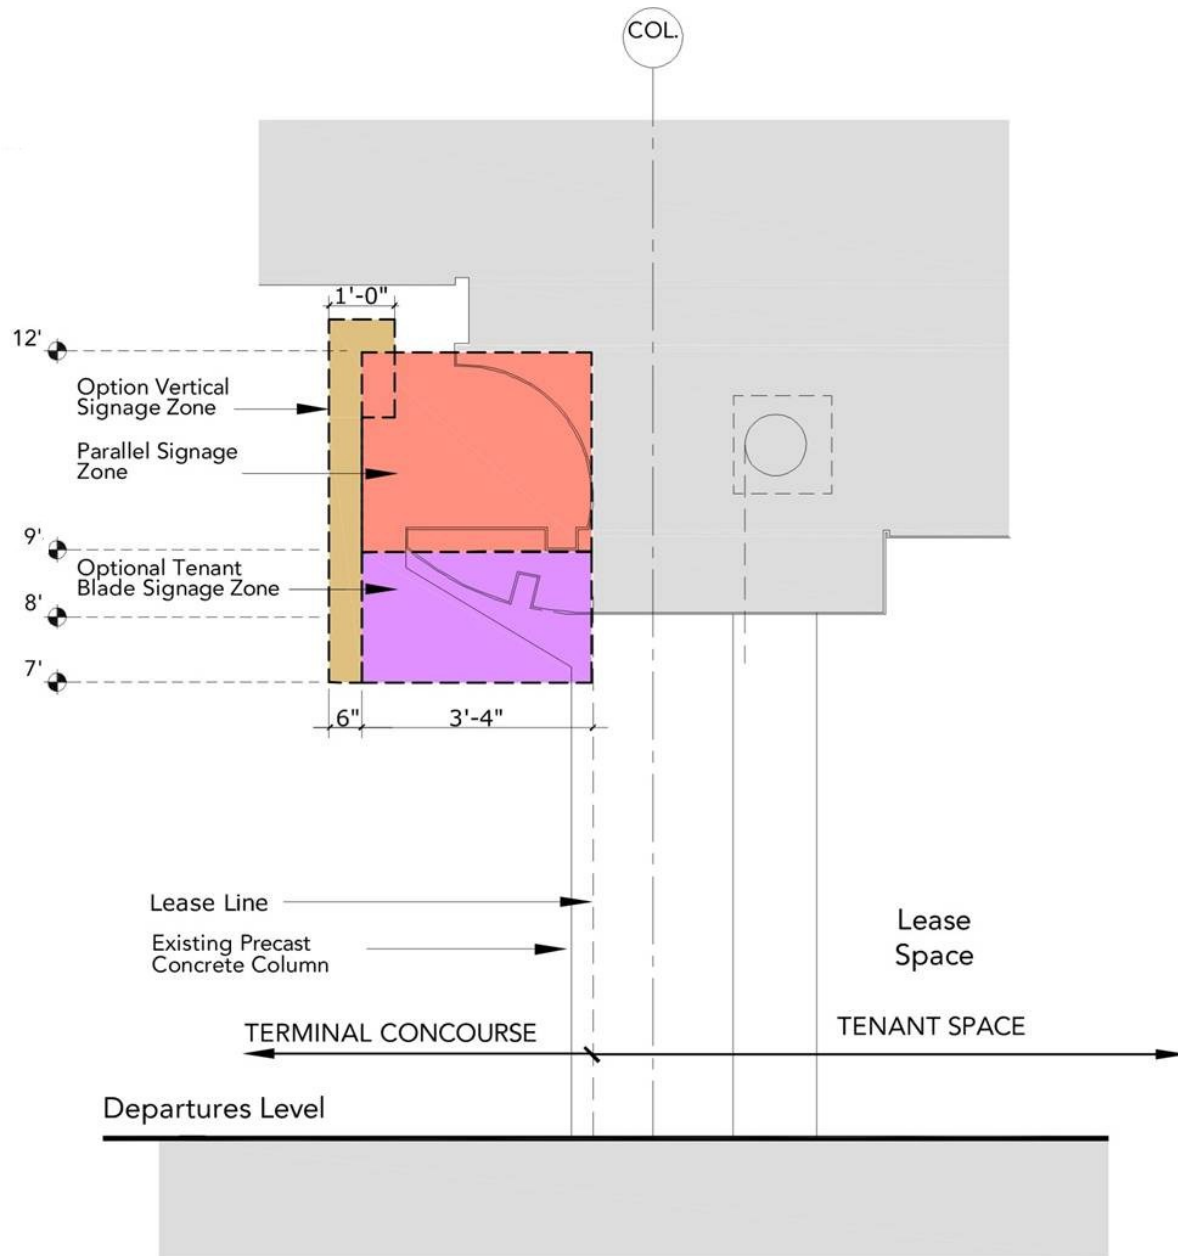 COL.
1'-0"
12'
Option Vertical
Signage Zone
Parallel Signage
Zone
9'
Optional Tenant
Blade Signage Zone
8'
7'
6"
3'-4"
Lease Line
Existing Precast
Concrete Column
Lease
Space
TERMINAL CONCOURSE
TENANT SPACE
Departures Level